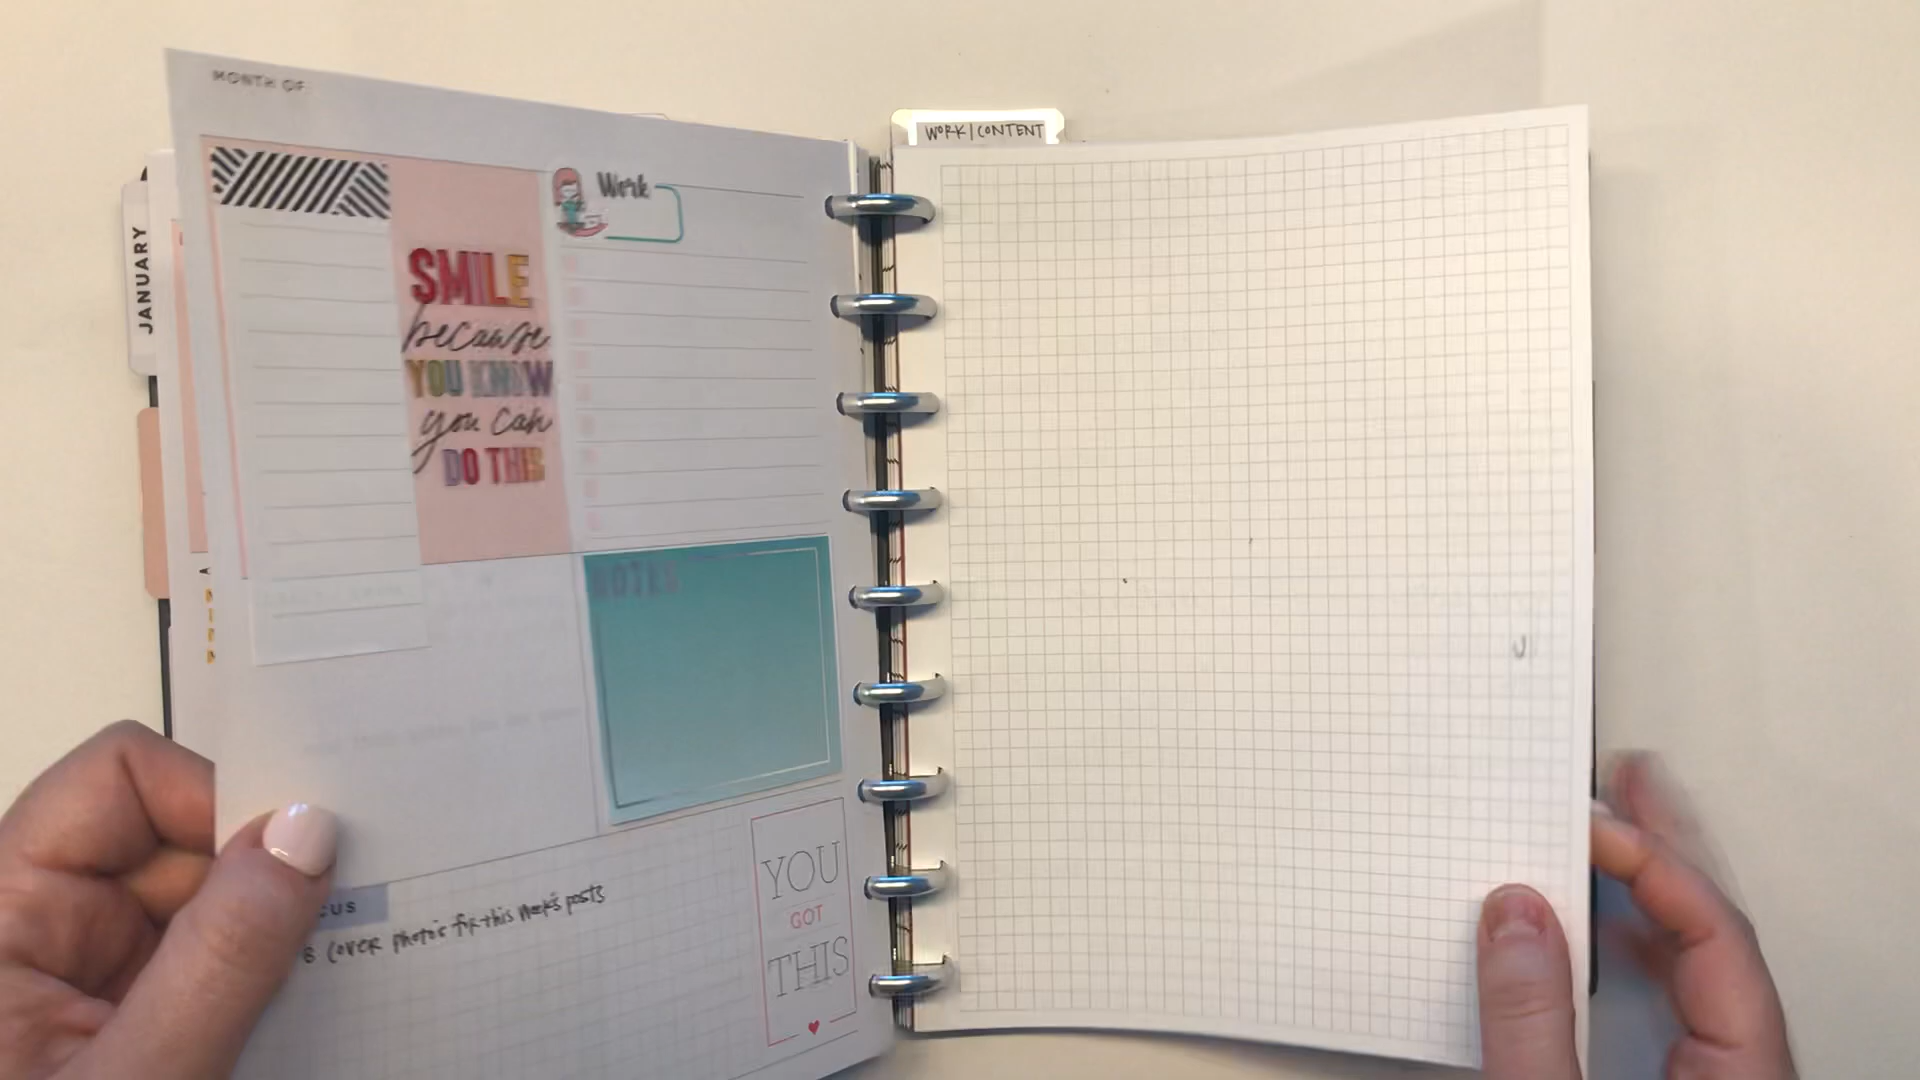 MONTH OF
WORK|CONTENT
JANUARY
Work
SMILE
because
YOU KNOW
you can
DO THIS
NOTES
CUS
cover photos for this week's posts
YOU
GOT
THIS